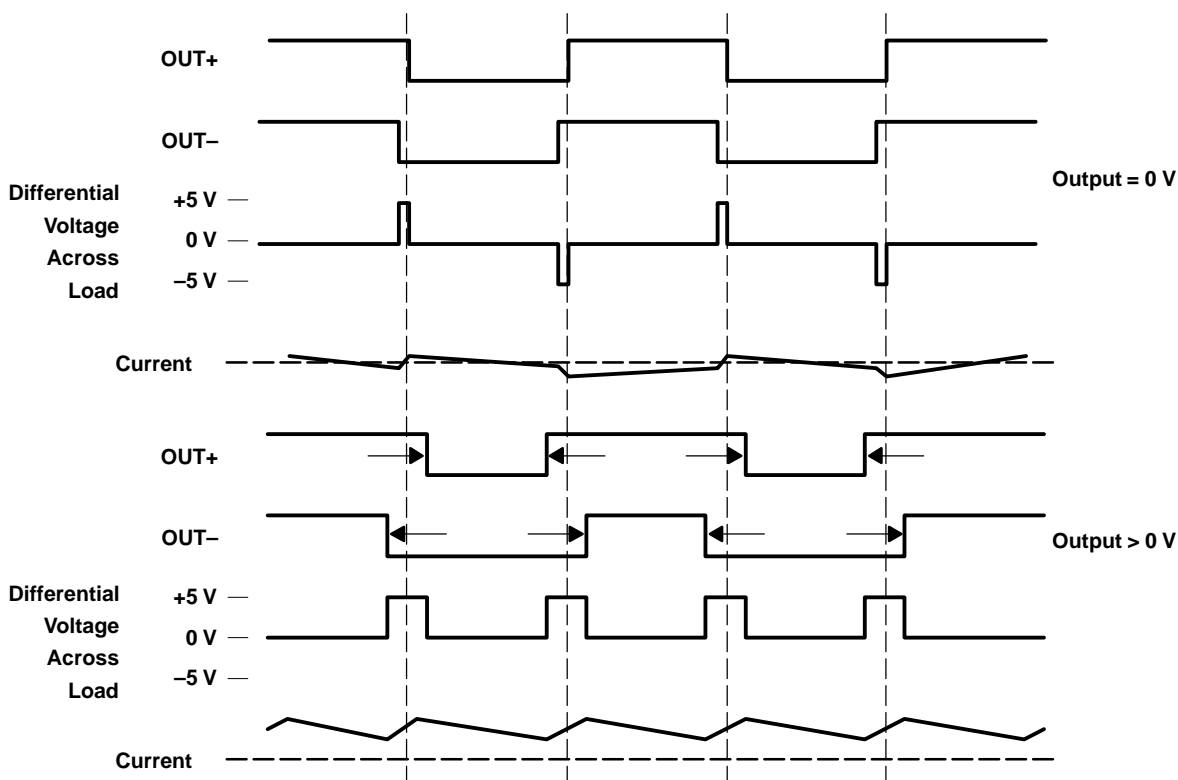 OUT+
OUT–
Output = 0 V
Differential
Voltage
Across
Load
+5 V
0 V
–5 V
Current
OUT+
OUT–
Output > 0 V
Differential
Voltage
Across
Load
+5 V
0 V
–5 V
Current